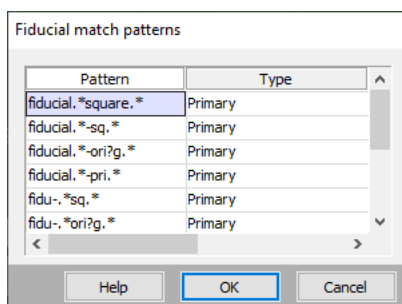 Fiducial match patterns
Pattern Type
fiducial.*square.* Primary
fiducial.*-sq.* Primary
fiducial.*-ori?g.* Primary
fiducial.*-pri.* Primary
fidu-.*sq.* Primary
fidu-.*ori?g.* Primary
Help OK Cancel